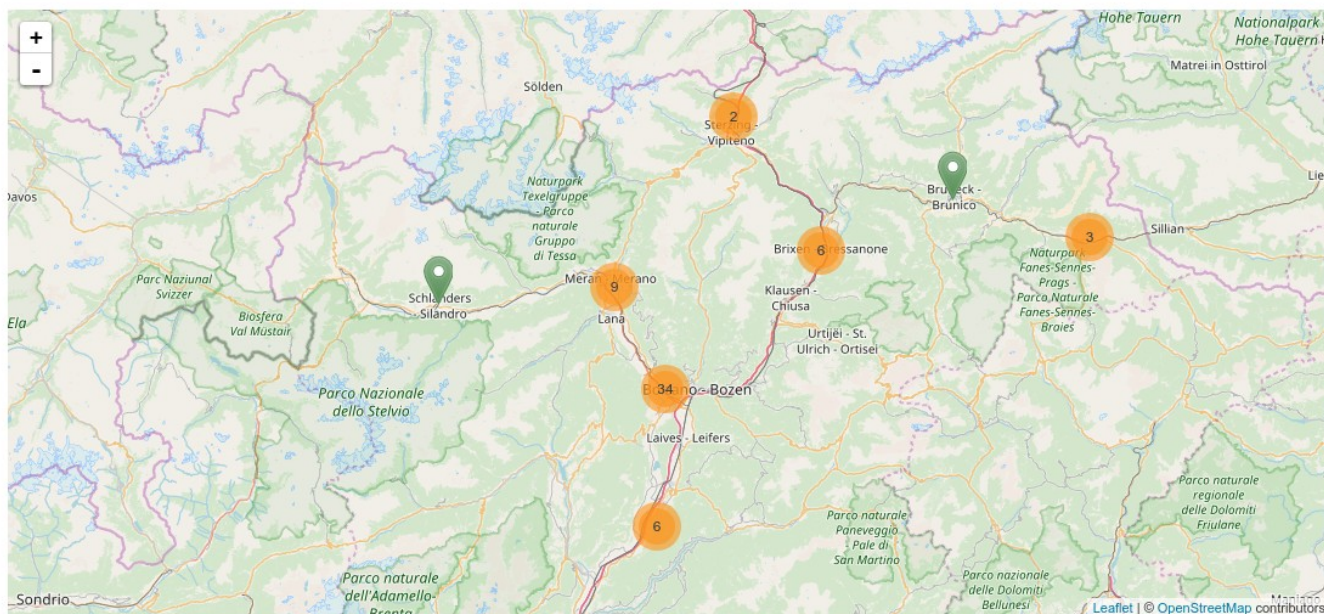 +
-
Hohe Tauern
Nationalpark
Hohe Tauern
Matrei in Osttirol
Sölden
2
Sterzing -
Vipiteno
Davos
Naturpark
Texelgruppe
- Parco
naturale
Gruppo
di Tessa
Bruneck -
Brunico
Lie
3
Sillian
6
Brixen - Bressanone
Naturpark
Fanes-Sennes-
Prags -
Parco Naturale
Fanes-Sennes-
Braies
Parc Naziunal
Svizzer
Meran - Merano
9
Lana
Klausen -
Chiusa
Schlanders
- Silandro
Ela
Biosfera
Val Müstair
Urtijëi - St.
Ulrich - Ortisei
Parco Nazionale
dello Stelvio
34
Bolzano - Bozen
Laives - Leifers
6
Parco naturale
Paneveggio
- Pale di
San Martino
Parco naturale
regionale
delle Dolomiti
Friulane
Parco naturale
dell'Adamello-
Brenta
Parco nazionale
delle Dolomiti
Bellunesi
Sondrio
Maniago
Leaflet | © OpenStreetMap contributors